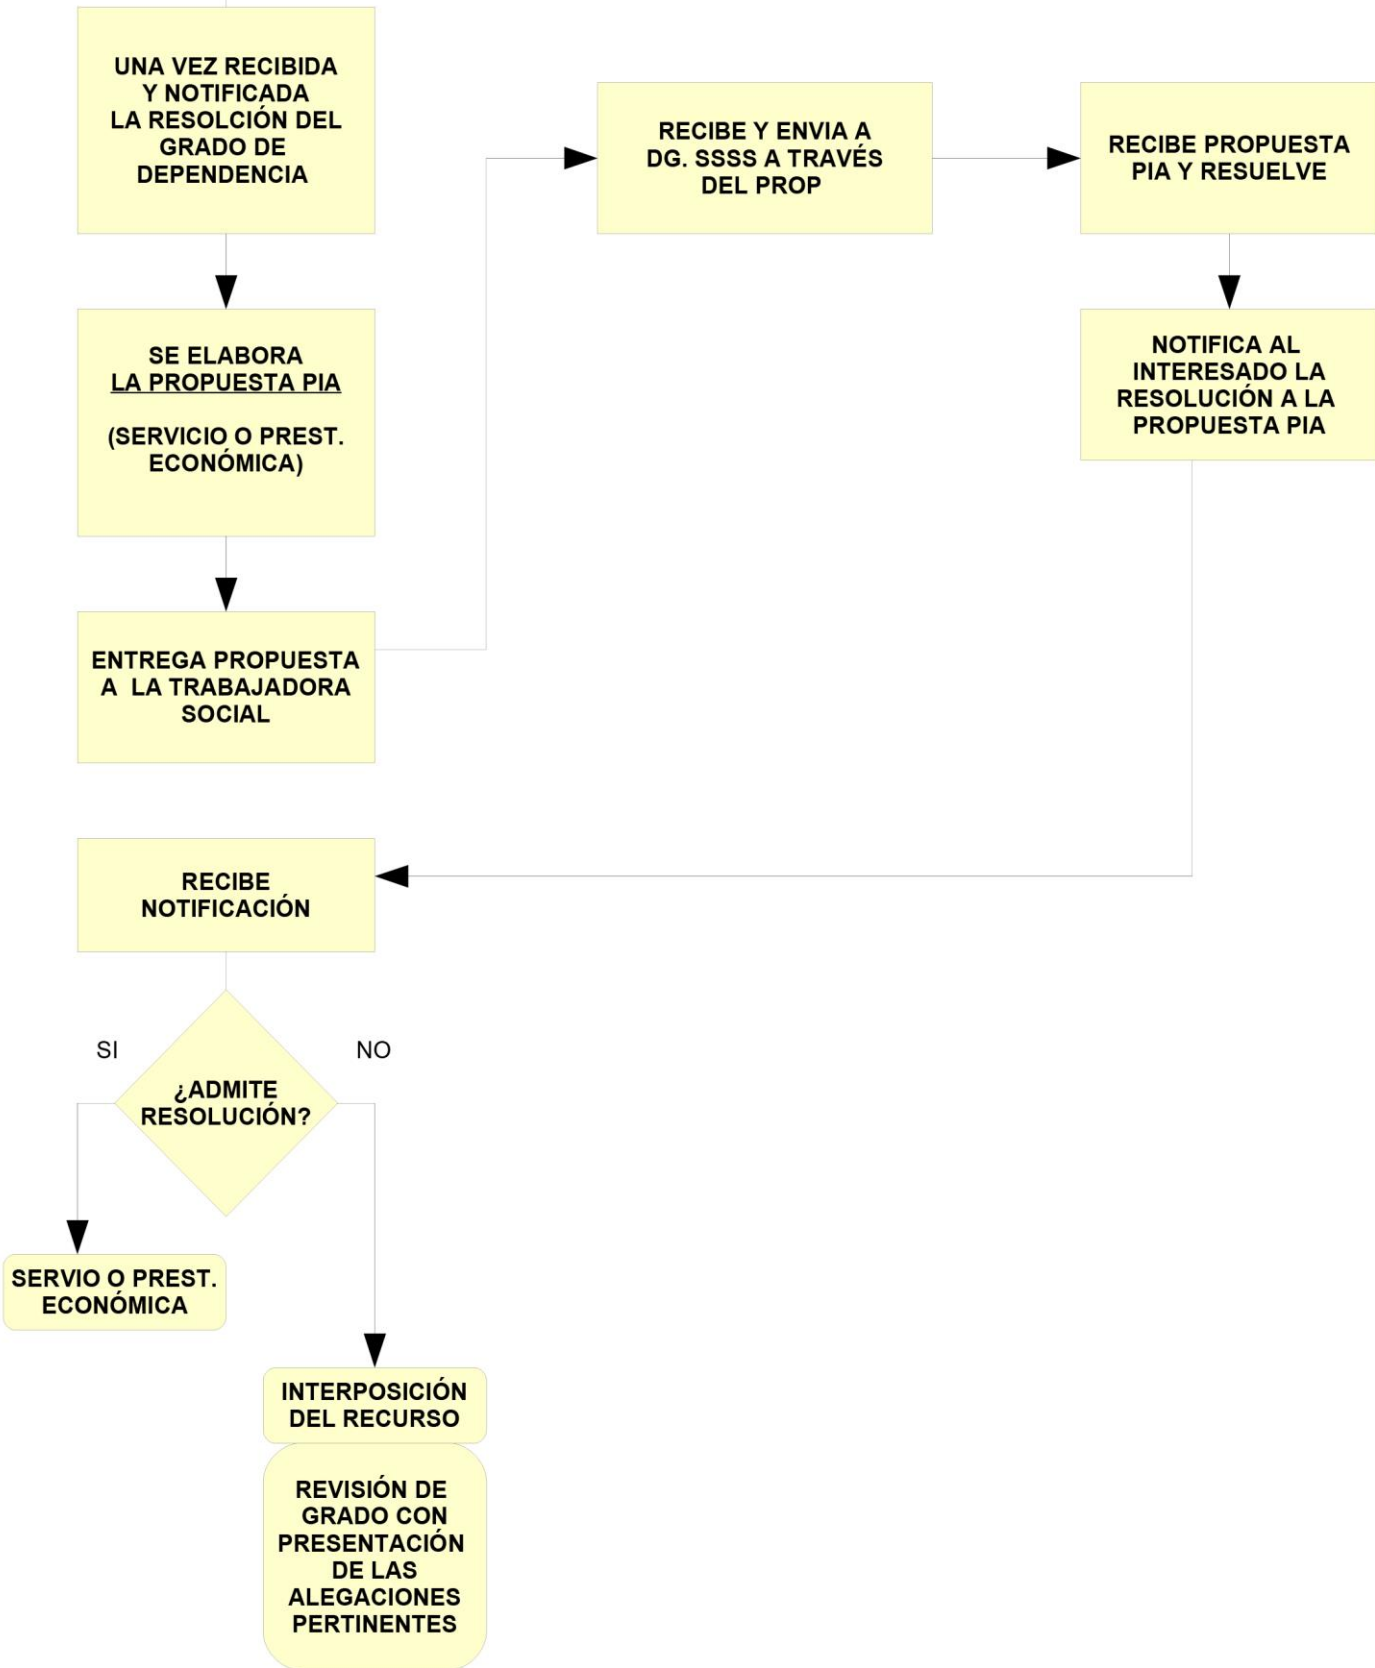 UNA VEZ RECIBIDA
Y NOTIFICADA
LA RESOLCIÓN DEL
GRADO DE
DEPENDENCIA
SE ELABORA
LA PROPUESTA PIA
(SERVICIO O PREST.
ECONÓMICA)
ENTREGA PROPUESTA
A LA TRABAJADORA
SOCIAL
RECIBE Y ENVIA A
DG. SSSS A TRAVÉS
DEL PROP
RECIBE PROPUESTA
PIA Y RESUELVE
NOTIFICA AL
INTERESADO LA
RESOLUCIÓN A LA
PROPUESTA PIA
RECIBE
NOTIFICACIÓN
SI
NO
¿ADMITE
RESOLUCIÓN?
SERVIO O PREST.
ECONÓMICA
INTERPOSICIÓN
DEL RECURSO
REVISIÓN DE
GRADO CON
PRESENTACIÓN
DE LAS
ALEGACIONES
PERTINENTES